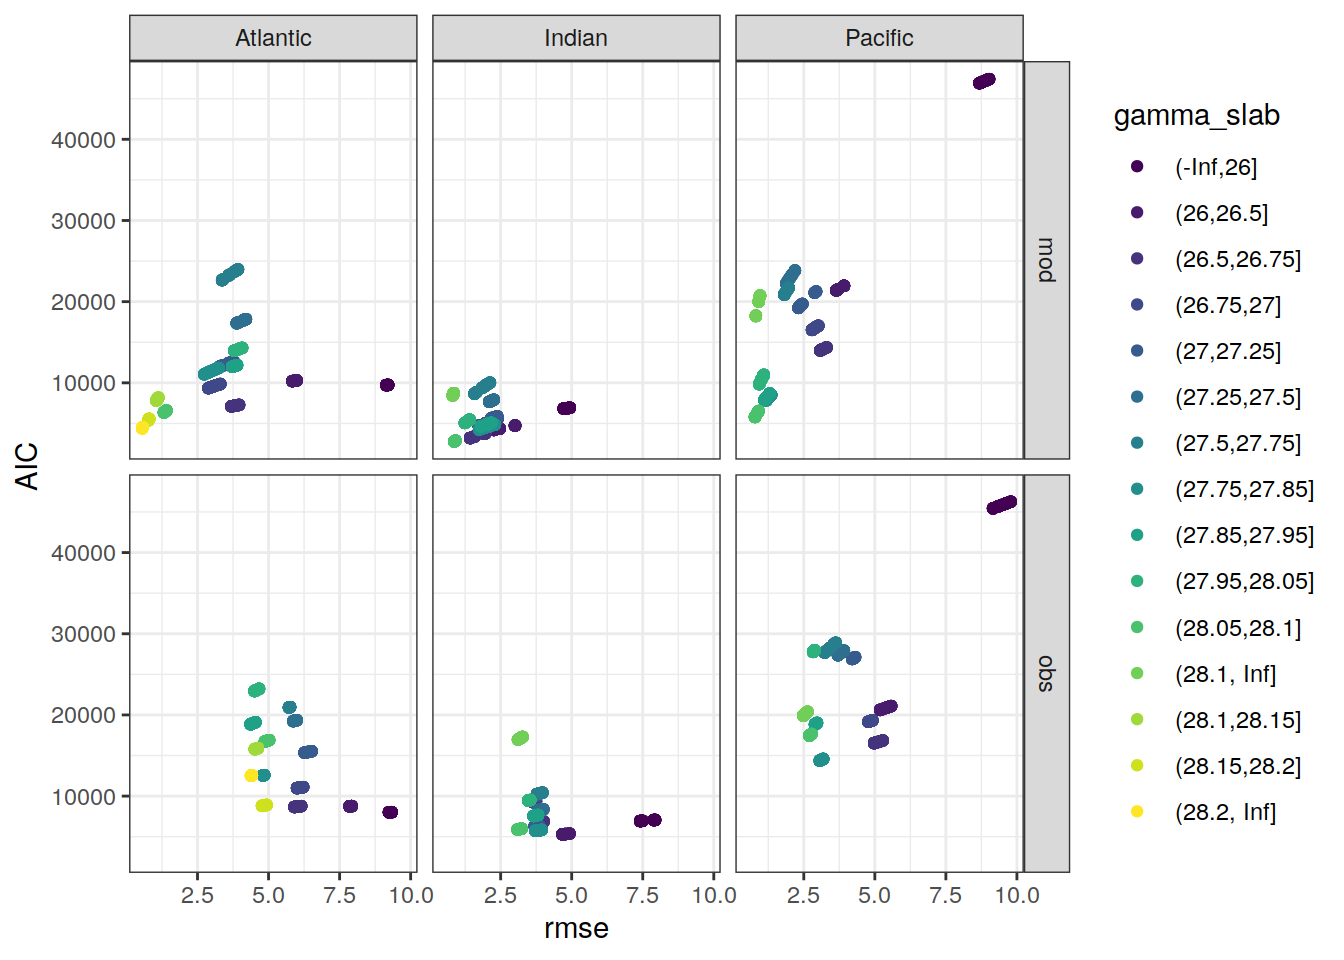 Atlantic Indian Pacific
gamma_slab
(-Inf,26]
(26,26.5]
(26.5,26.75]
(26.75,27]
(27,27.25]
(27.25,27.5]
(27.5,27.75]
(27.75,27.85]
(27.85,27.95]
(27.95,28.05]
(28.05,28.1]
(28.1, Inf]
(28.1,28.15]
(28.15,28.2]
(28.2, Inf]
mod
obs
AIC
40000
30000
20000
10000
40000
30000
20000
10000
2.5 5.0 7.5 10.0 2.5 5.0 7.5 10.0 2.5 5.0 7.5 10.0
rmse